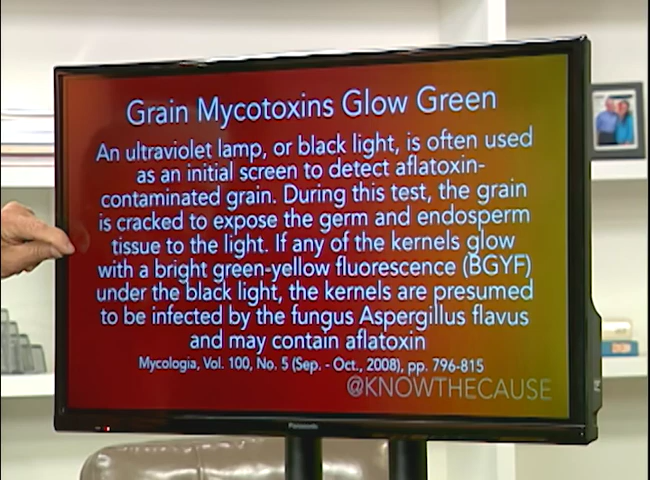 Grain Mycotoxins Glow Green
An ultraviolet lamp, or black light, is often used
as an initial screen to detect aflatoxin-
contaminated grain. During this test, the grain
is cracked to expose the germ and endosperm
tissue to the light. If any of the kernels glow
with a bright green-yellow fluorescence (BGYF)
under the black light, the kernels are presumed
to be infected by the fungus Aspergillus flavus
and may contain aflatoxin
Mycologia, Vol. 100, No. 5 (Sep. - Oct., 2008), pp. 796-815
@KNOWTHECAUSE
Panasonic